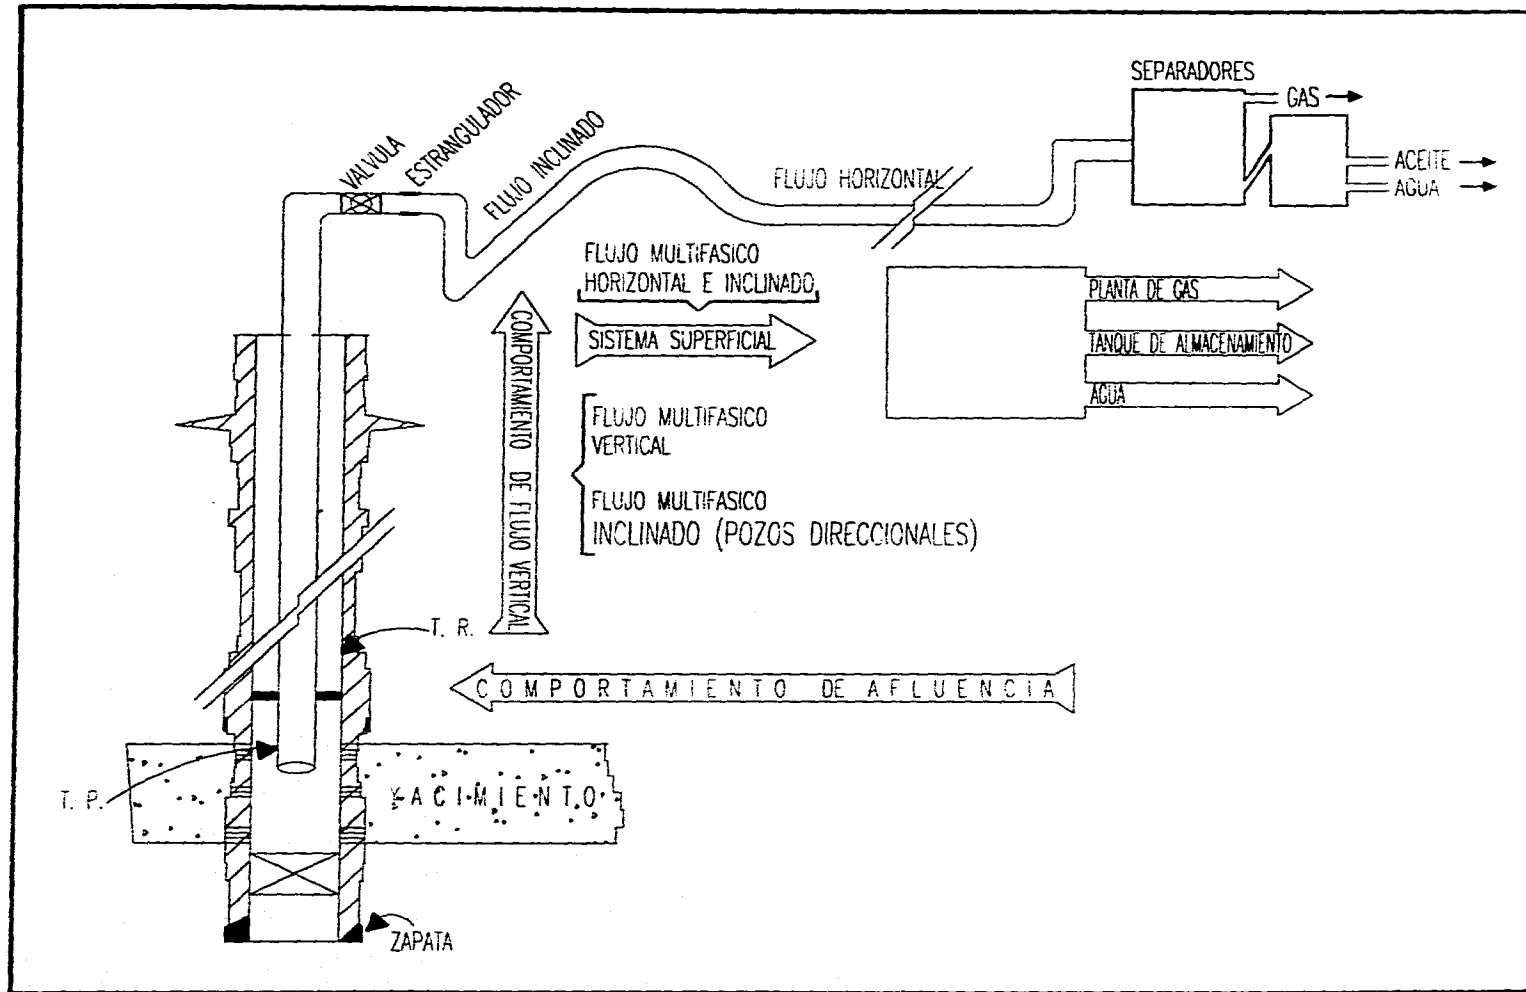 SEPARADORES
GAS
ACEITE
AGUA
VALVULA
ESTRANGULADOR
FLUJO INCLINADO
FLUJO HORIZONTAL
FLUJO MULTIFASICO
HORIZONTAL E INCLINADO
SISTEMA SUPERFICIAL
PLANTA DE GAS
TANQUE DE ALMACENAMIENTO
AGUA
COMPORTAMIENTO DE FLUJO VERTICAL
FLUJO MULTIFASICO
VERTICAL
FLUJO MULTIFASICO
INCLINADO (POZOS DIRECCIONALES)
T. R.
COMPORTAMIENTO DE AFLUENCIA
T. P.
YACIMIENTO
ZAPATA